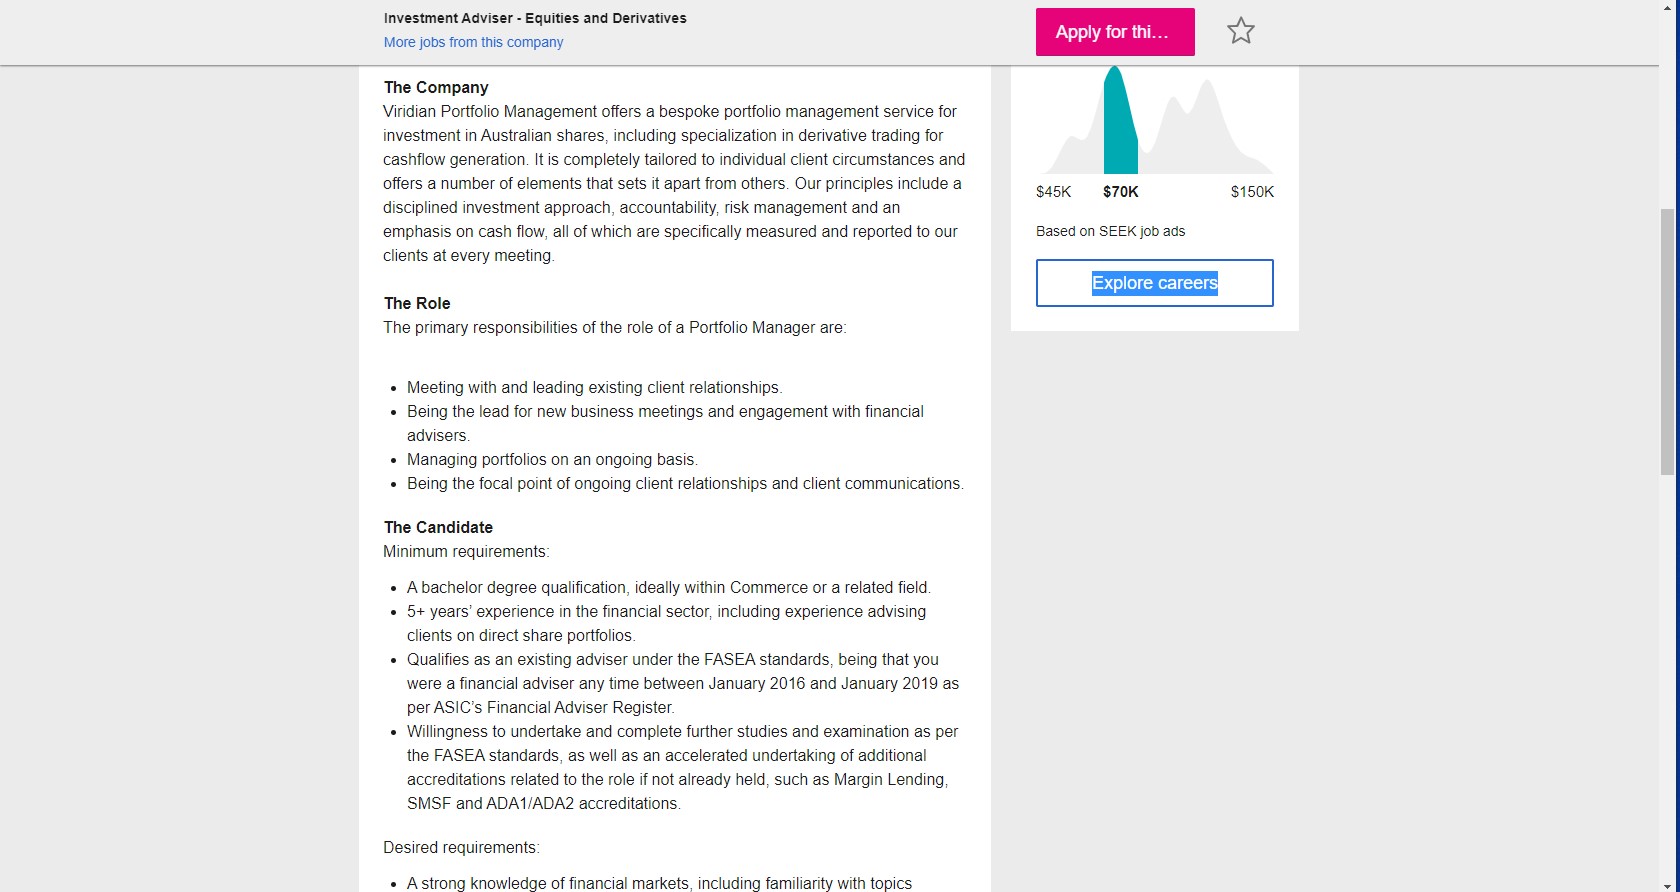 Investment Adviser - Equities and Derivatives
More jobs from this company
Apply for thi...
The Company
Viridian Portfolio Management offers a bespoke portfolio management service for
investment in Australian shares, including specialization in derivative trading for
cashflow generation. It is completely tailored to individual client circumstances and
offers a number of elements that sets it apart from others. Our principles include a
disciplined investment approach, accountability, risk management and an
emphasis on cash flow, all of which are specifically measured and reported to our
clients at every meeting.
The Role
The primary responsibilities of the role of a Portfolio Manager are:
• Meeting with and leading existing client relationships.
• Being the lead for new business meetings and engagement with financial
advisers.
• Managing portfolios on an ongoing basis.
• Being the focal point of ongoing client relationships and client communications.
The Candidate
Minimum requirements:
• A bachelor degree qualification, ideally within Commerce or a related field.
• 5+ years’ experience in the financial sector, including experience advising
clients on direct share portfolios.
• Qualifies as an existing adviser under the FASEA standards, being that you
were a financial adviser any time between January 2016 and January 2019 as
per ASIC’s Financial Adviser Register.
• Willingness to undertake and complete further studies and examination as per
the FASEA standards, as well as an accelerated undertaking of additional
accreditations related to the role if not already held, such as Margin Lending,
SMSF and ADA1/ADA2 accreditations.
Desired requirements:
• A strong knowledge of financial markets, including familiarity with topics
$45K $70K $150K
Based on SEEK job ads
Explore careers